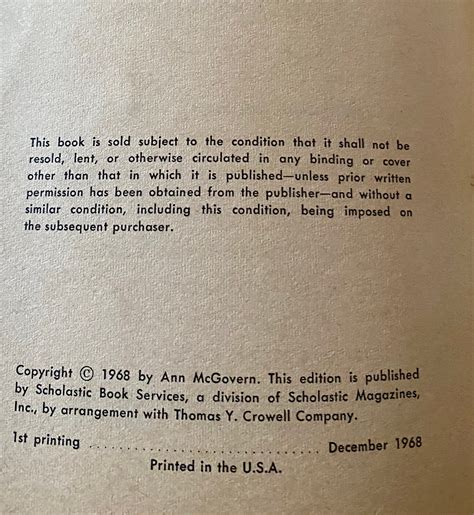 This book is sold subject to the condition that it shall not be
resold, lent, or otherwise circulated in any binding or cover
other than that in which it is published—unless prior written
permission has been obtained from the publisher—and without a
similar condition, including this condition, being imposed on
the subsequent purchaser.
Copyright © 1968 by Ann McGovern. This edition is published
by Scholastic Book Services, a division of Scholastic Magazines,
Inc., by arrangement with Thomas Y. Crowell Company.
1st printing .................................. December 1968
Printed in the U.S.A.